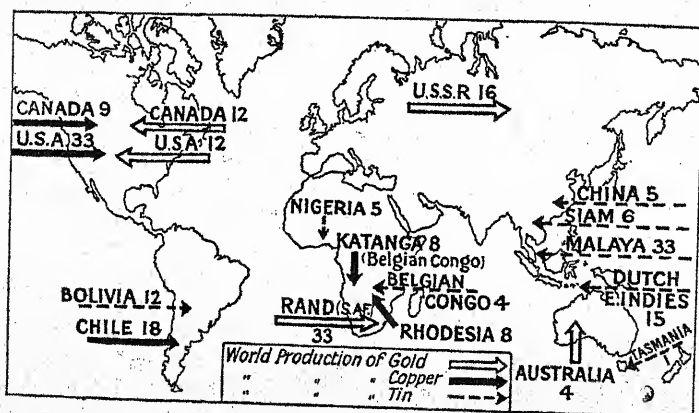 U.S.S.R 16
CANADA 9
CANADA 12
U.S.A) 33
U.S.A. 12
CHINA 5
SIAM 6
NIGERIA 5
MALAYA 33
KATANGA 8
(Belgian Congo)
BELGIAN
CONGO 4
DUTCH
E.INDIES
15
BOLIVIA 12
CHILE 18
RAND (S.AF.)
33
RHODESIA 8
TASMANIA
AUSTRALIA
4
World Production of Gold
" " " Copper
" " " Tin